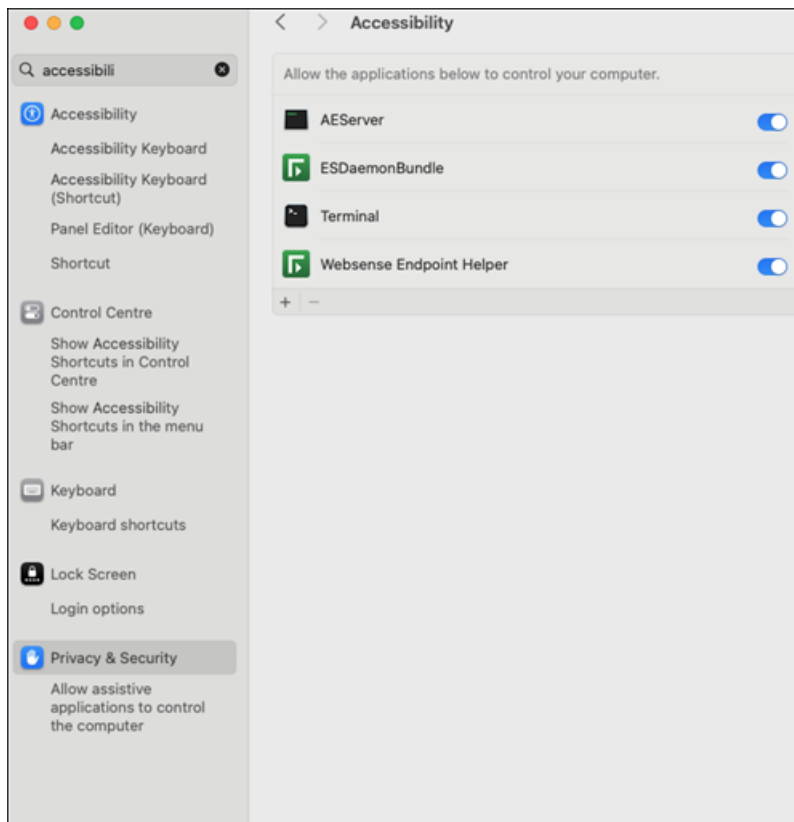 Accessibility
accessibili
Allow the applications below to control your computer.
Accessibility
Accessibility Keyboard
Accessibility Keyboard
(Shortcut)
Panel Editor (Keyboard)
Shortcut
Control Centre
Show Accessibility
Shortcuts in Control
Centre
Show Accessibility
Shortcuts in the menu
bar
Keyboard
Keyboard shortcuts
Lock Screen
Login options
Privacy & Security
Allow assistive
applications to control
the computer
AEServer
ESDaemonBundle
Terminal
Websense Endpoint Helper